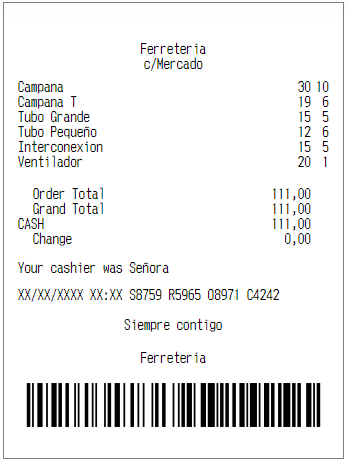 Ferreteria
c/Mercado
Campana 30 10
Campana T 19 6
Tubo Grande 15 5
Tubo Pequeño 12 6
Interconexion 15 5
Ventilador 20 1
Order Total 111,00
Grand Total 111,00
CASH 111,00
Change 0,00
Your cashier was Señora
XX/XX/XXXX XX:XX S8759 R5965 O8971 C4242
Siempre contigo
Ferreteria